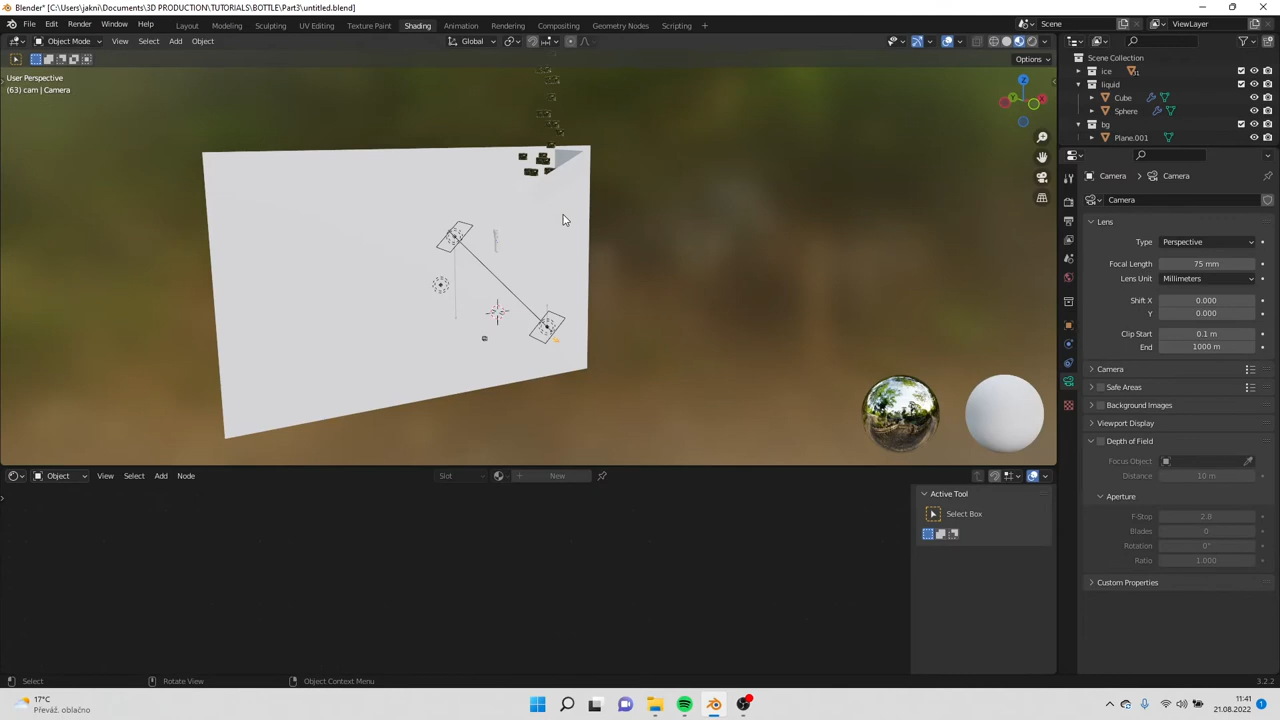 Blender* [C:\Users\jakni\Documents\3D PRODUCTION\TUTORIALS\BOTTLE\Part3\untitled.blend]
File Edit Render Window Help Layout Modeling Sculpting UV Editing Texture Paint Shading Animation Rendering Compositing Geometry Nodes Scripting Scene ViewLayer
Object Mode View Select Add Object Global
Options
User Perspective
(63) cam | Camera
Z
Y
X
Scene Collection
ice
liquid
Cube
Sphere
bg
Plane.001
Camera Camera
Camera
Lens
Type Perspective
Focal Length 75 mm
Lens Unit Millimeters
Shift X 0.000
Y 0.000
Clip Start 0.1 m
End 1000 m
Camera
Safe Areas
Background Images
Viewport Display
Depth of Field
Focus Object
Distance 10 m
Aperture
F-Stop 2.8
Blades 0
Rotation 0°
Ratio 1.000
Custom Properties
Object View Select Add Node Slot New
Active Tool
Select Box
Select Rotate View Object Context Menu 3.2.2
17°C
Převáž. oblačno
11:41
21.08.2022